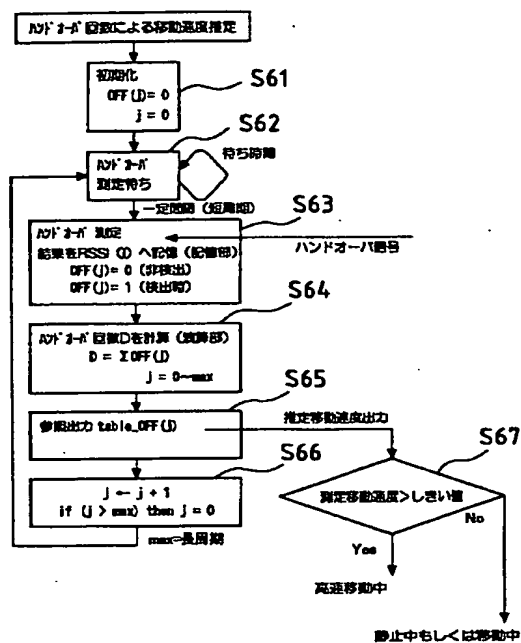 ハンドオーバ回数による移動速度推定
初期化
OFF(j)= 0
j = 0
S61
S62
ハンドオーバ
測定待ち
待ち時間
一定間隔（短周期）
S63
ハンドオーバ測定
結果をRSSI(I)へ記憶（記憶部）
OFF(j)= 0（非検出）
OFF(j)= 1（検出時）
ハンドオーバ信号
S64
ハンドオーバ回数Dを計算（演算部）
D = ΣOFF(j)
j = 0~max
S65
参照出力 table_OFF(j)
推定移動速度出力
S66
j ← j + 1
if (j > max) then j = 0
max=長周期
S67
測定移動速度>しきい値
No
Yes
高速移動中
静止中もしくは移動中